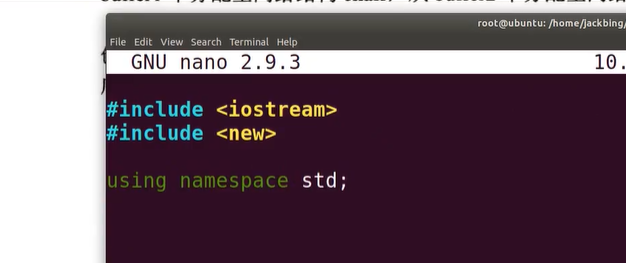 root@ubuntu: /home/jackbing/
File Edit View Search Terminal Help
GNU nano 2.9.3 10.
#include <iostream>
#include <new>
using namespace std;